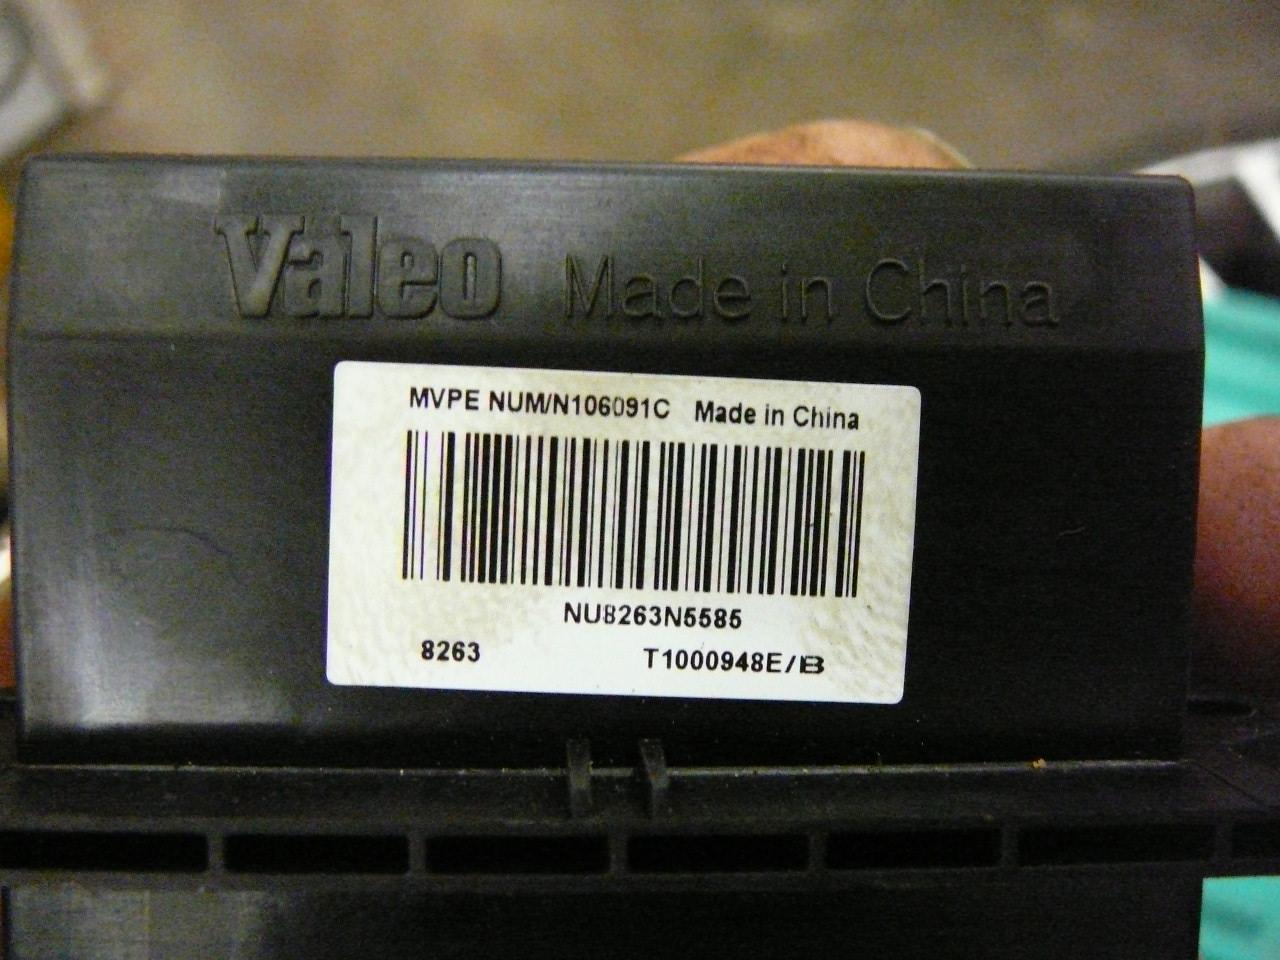 Valeo Made in China
MVPE NUM/N106091C Made in China
NU8263N5585
8263 T1000948E/B